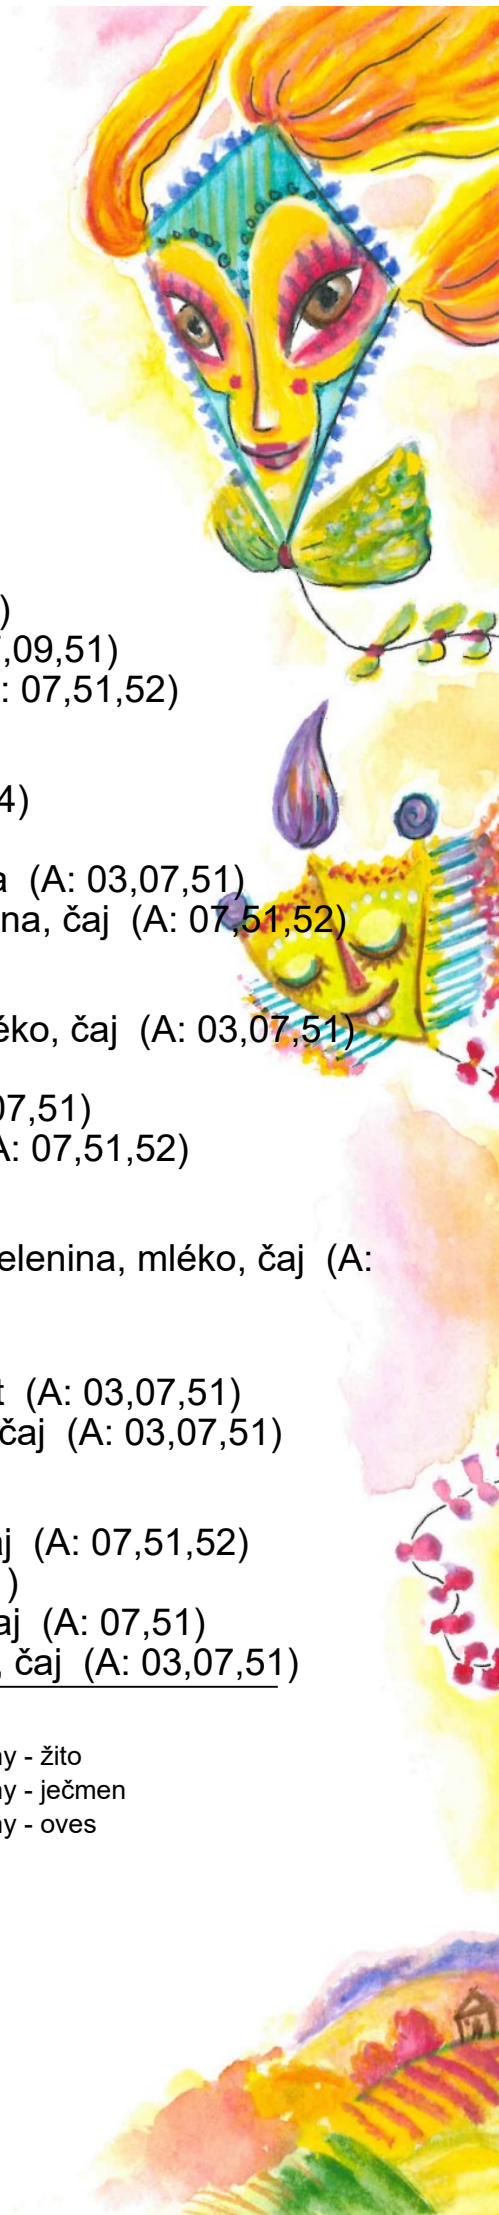 )
,09,51)
: 07,51,52)
4)
a (A: 03,07,51)
na, čaj (A: 07,51,52)
éko, čaj (A: 03,07,51)
07,51)
A: 07,51,52)
elenina, mléko, čaj (A:
t (A: 03,07,51)
čaj (A: 03,07,51)
aj (A: 07,51,52)
)
aj (A: 07,51)
, čaj (A: 03,07,51)
ny - žito
ny - ječmen
ny - oves